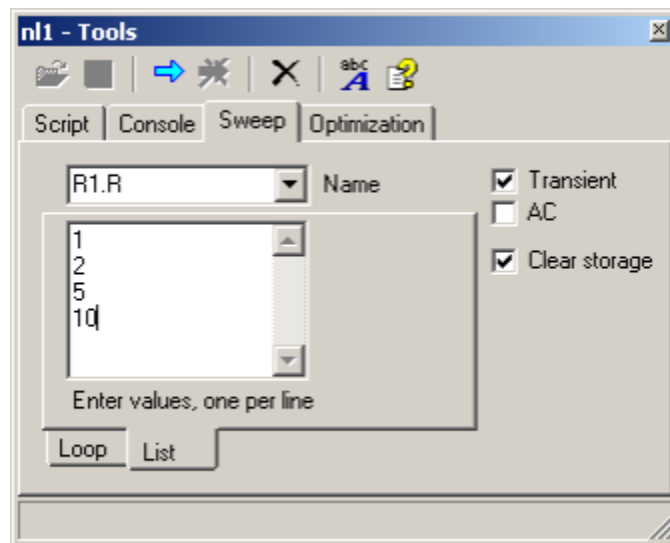 nl1 - Tools
abc
A
Script Console Sweep Optimization
R1.R Name
Transient
AC
1
2
5
10
Clear storage
Enter values, one per line
Loop List